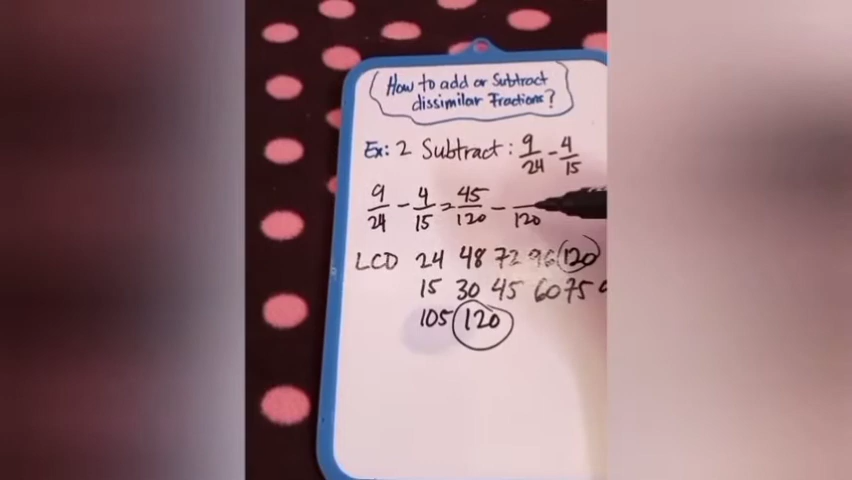 How to add or Subtract
dissimilar Fractions?
Ex: 2 Subtract: 9/24 - 4/15
9/24 - 4/15 = 45/120 - /120
LCD 24 48 72 96 120
15 30 45 60 75
105 120